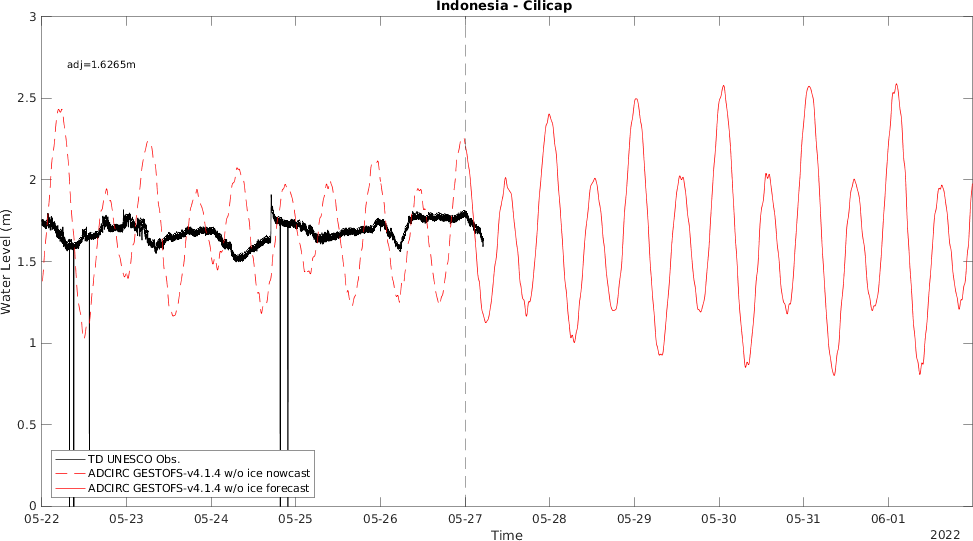 Indonesia - Cilicap
adj=1.6265m
Water Level (m)
3
2.5
2
1.5
1
0.5
0
TD UNESCO Obs.
ADCIRC GESTOFS-v4.1.4 w/o ice nowcast
ADCIRC GESTOFS-v4.1.4 w/o ice forecast
05-22 05-23 05-24 05-25 05-26 05-27 05-28 05-29 05-30 05-31 06-01
Time
2022